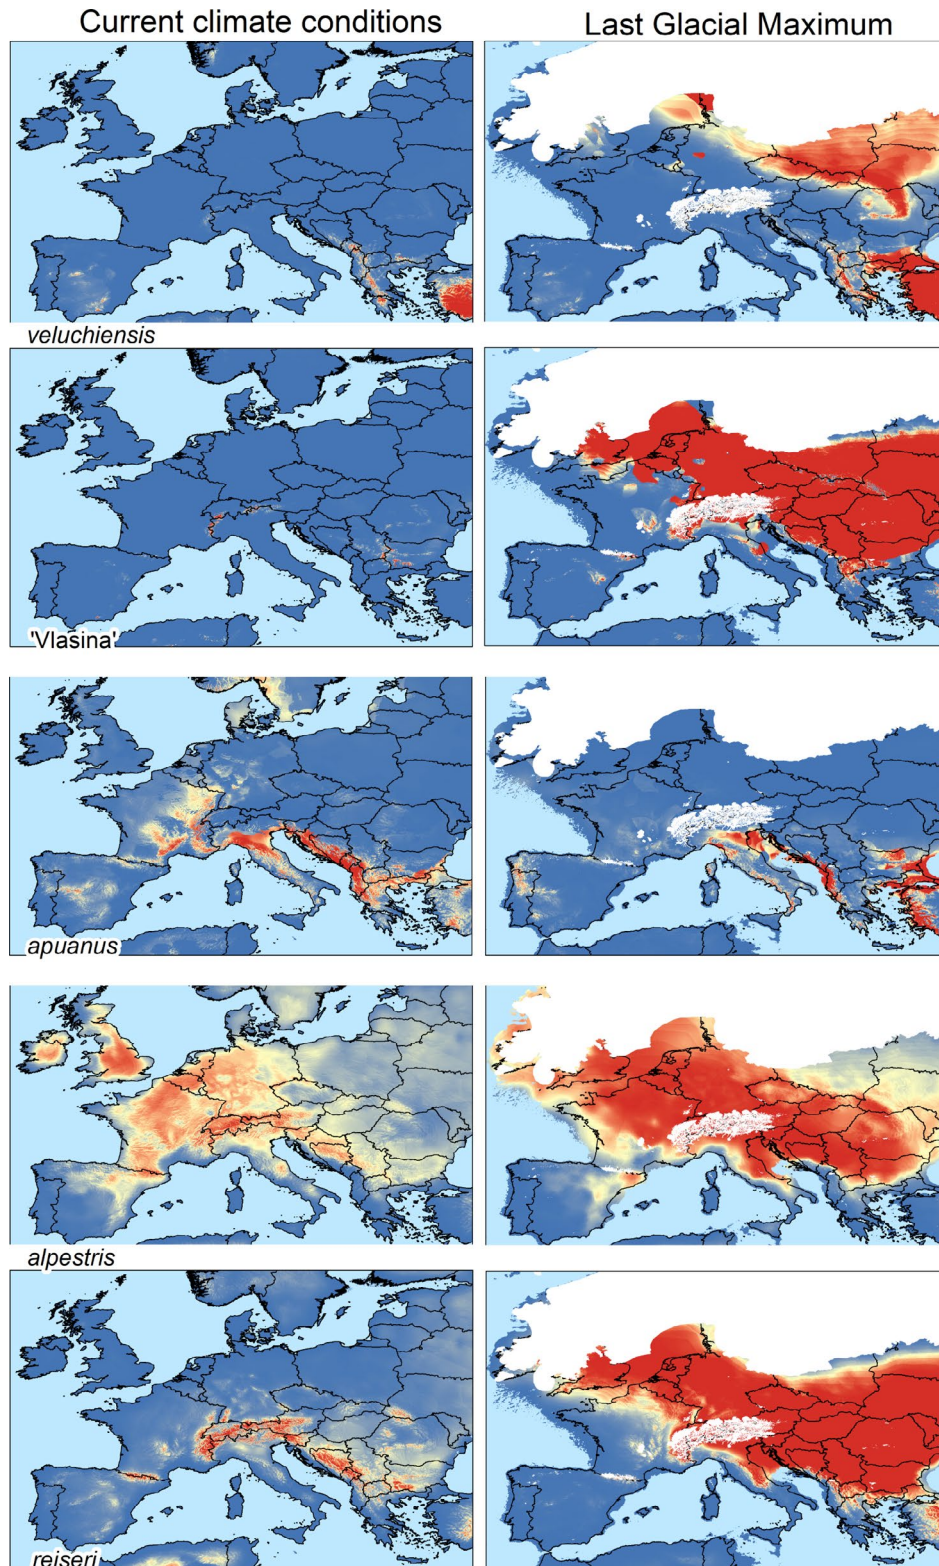 Current climate conditions
Last Glacial Maximum
veluchiensis
'Vlasina'
apuanus
alpestris
reiseri